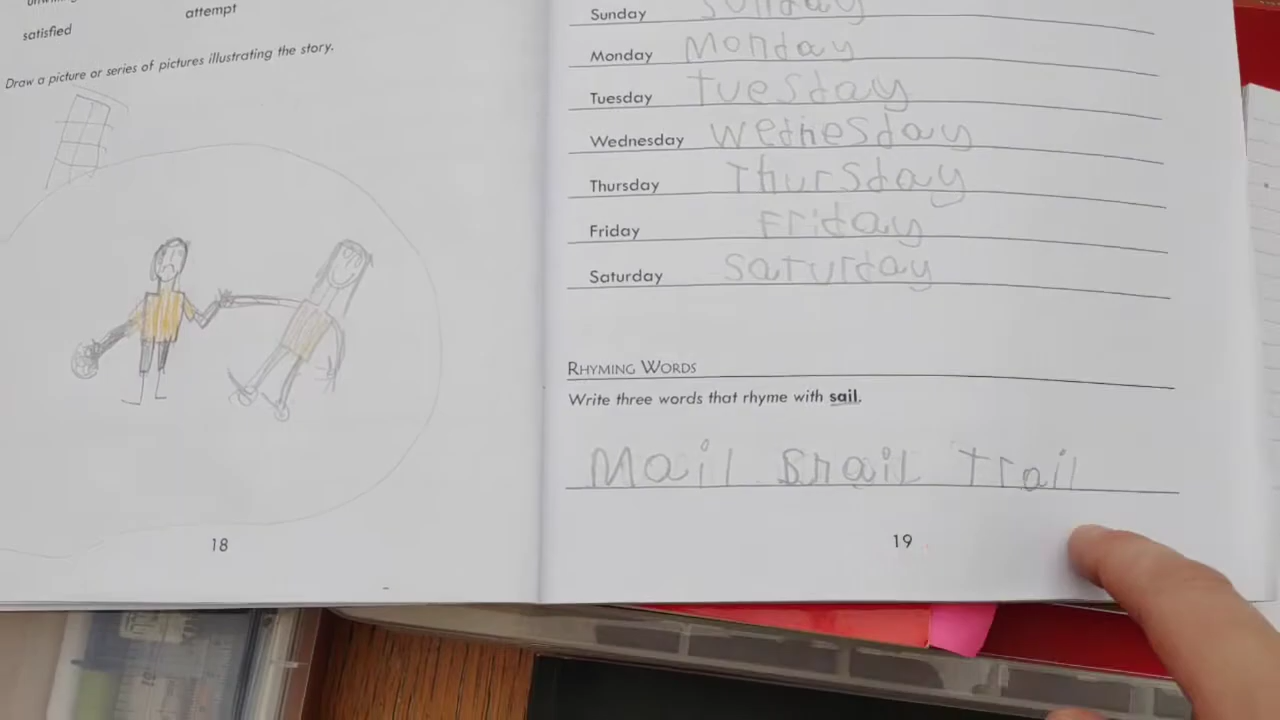 attempt
satisfied
Draw a picture or series of pictures illustrating the story.
18
Sunday sunday
Monday Monday
Tuesday Tuesday
Wednesday Wednesday
Thursday Thursday
Friday Friday
Saturday saturday
RHYMING WORDS
Write three words that rhyme with sail.
Mail Snail Trail
19